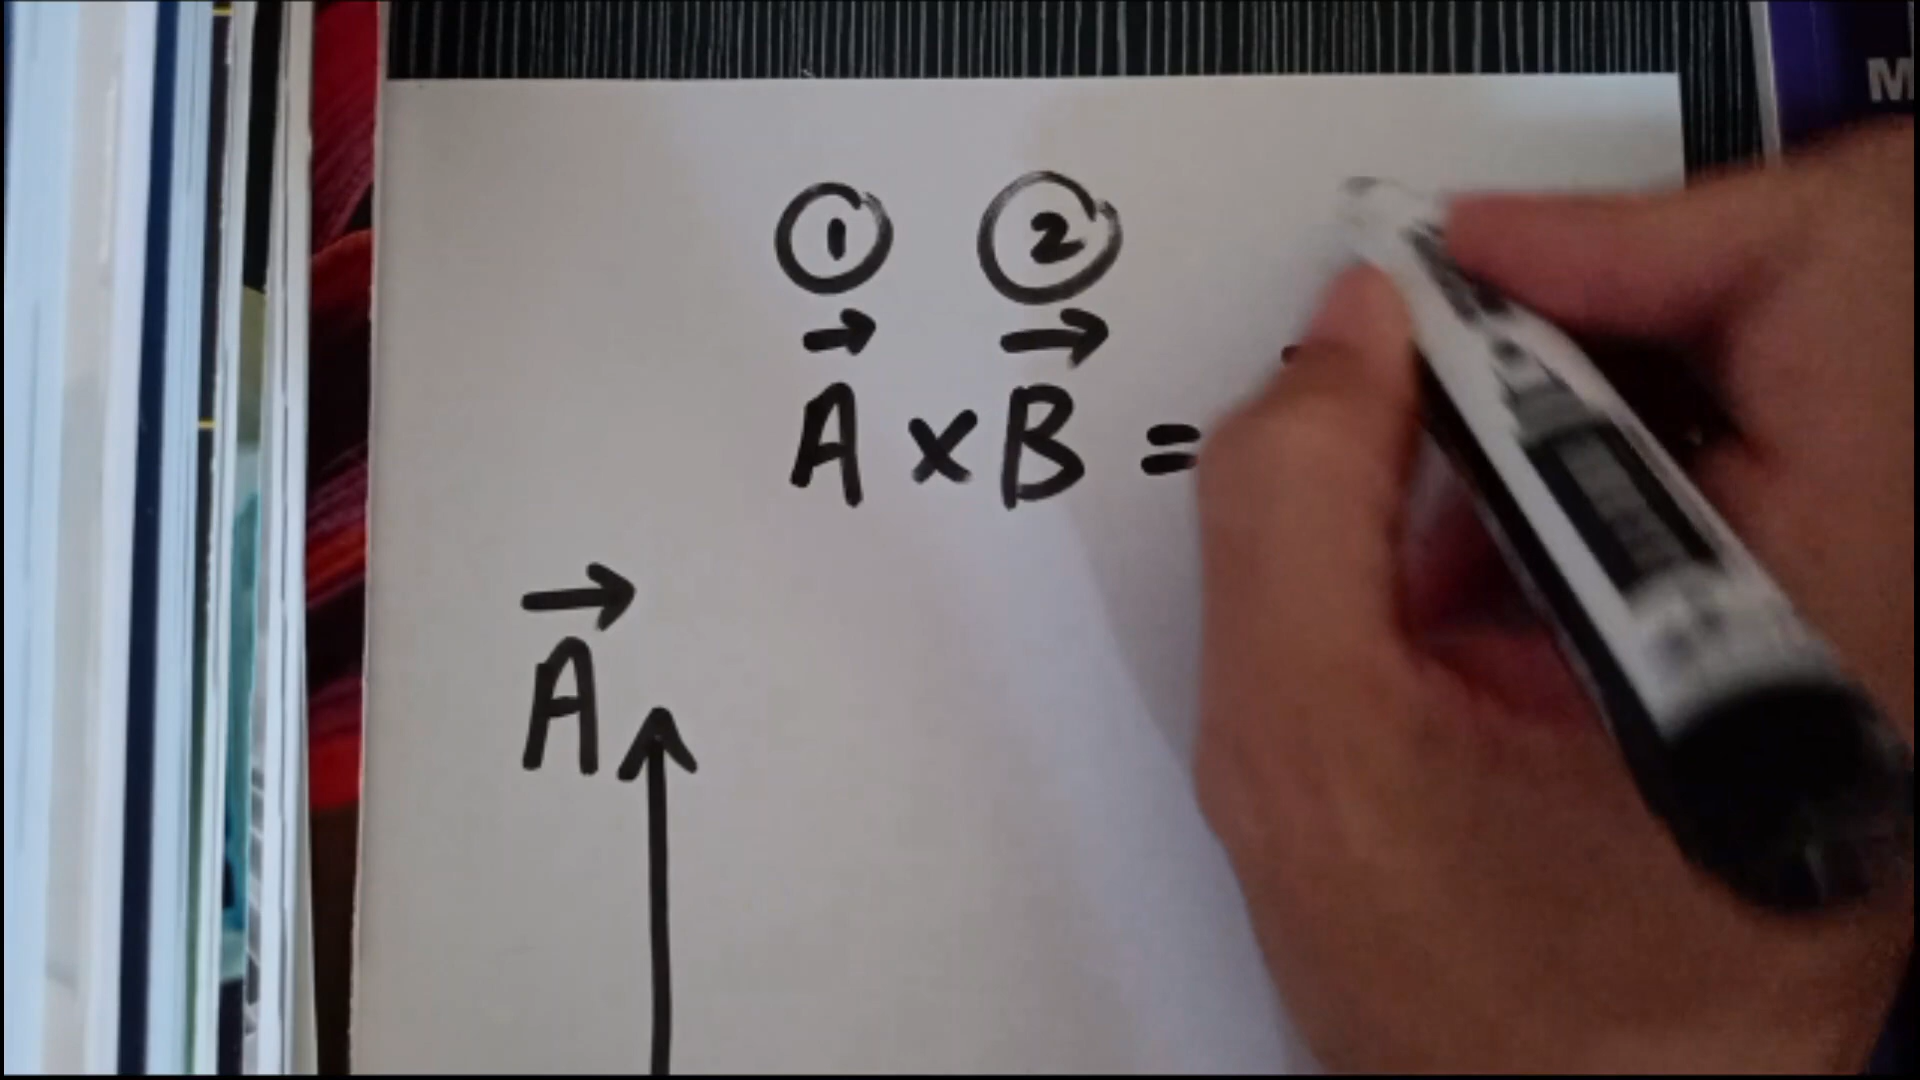 ① ②
→ →
A × B =
→
A
M